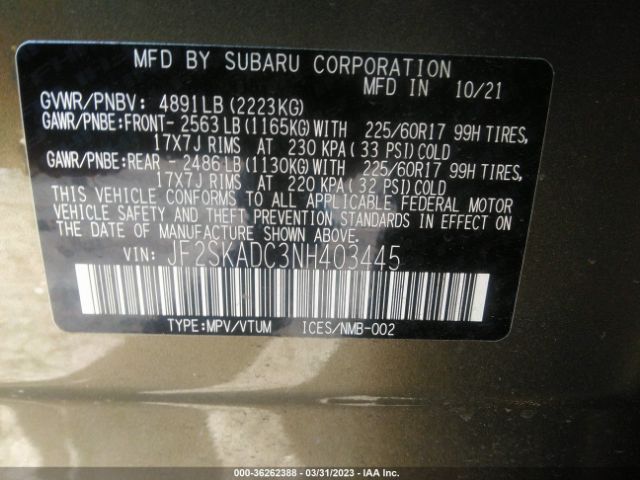 MFD BY SUBARU CORPORATION
MFD IN 10/21
GVWR/PNBV: 4891LB(2223KG)
GAWR/PNBE:FRONT- 2563LB(1165KG)WITH 225/60R17 99H TIRES,
17X7J RIMS AT 230 KPA(33 PSI)COLD
GAWR/PNBE:REAR - 2486LB(1130KG)WITH 225/60R17 99H TIRES,
17X7J RIMS AT 220 KPA(32 PSI)COLD
THIS VEHICLE CONFORMS TO ALL APPLICABLE FEDERAL MOTOR
VEHICLE SAFETY AND THEFT PREVENTION STANDARDS IN EFFECT ON
THE DATE OF MANUFACTURE SHOWN ABOVE.
VIN: JF2SKADC3NH403445
TYPE:MPV/VTUM ICES/NMB-002
000-36262388 - 03/31/2023 - IAA Inc.